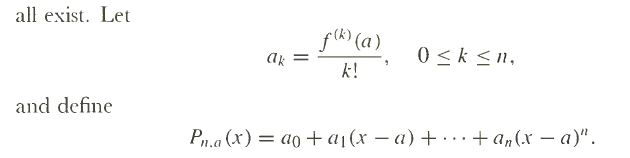 all exist. Let
a_k = f^{(k)}(a) / k!, 0 ≤ k ≤ n,
and define
P_{n,a}(x) = a_0 + a_1(x − a) + ··· + a_n(x − a)^n.